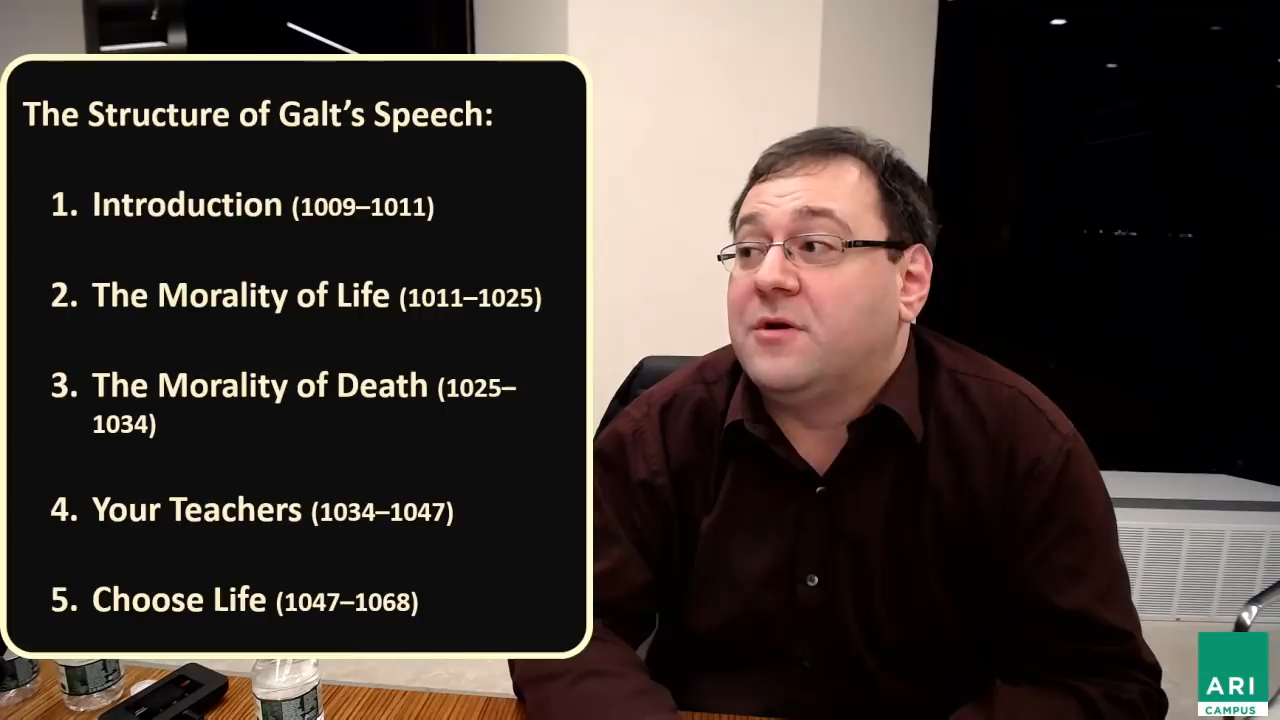 The Structure of Galt’s Speech:
1. Introduction (1009–1011)
2. The Morality of Life (1011–1025)
3. The Morality of Death (1025–
1034)
4. Your Teachers (1034–1047)
5. Choose Life (1047–1068)
ARI
CAMPUS